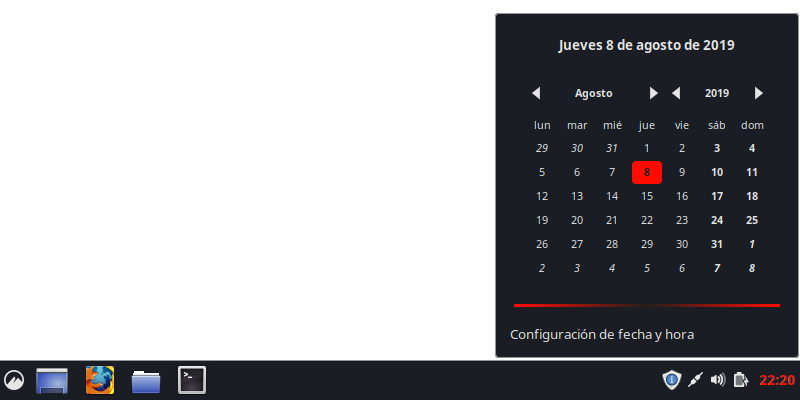 Jueves 8 de agosto de 2019
Agosto 2019
lun mar mié jue vie sáb dom
29 30 31 1 2 3 4
5 6 7 8 9 10 11
12 13 14 15 16 17 18
19 20 21 22 23 24 25
26 27 28 29 30 31 1
2 3 4 5 6 7 8
Configuración de fecha y hora
>_
22:20